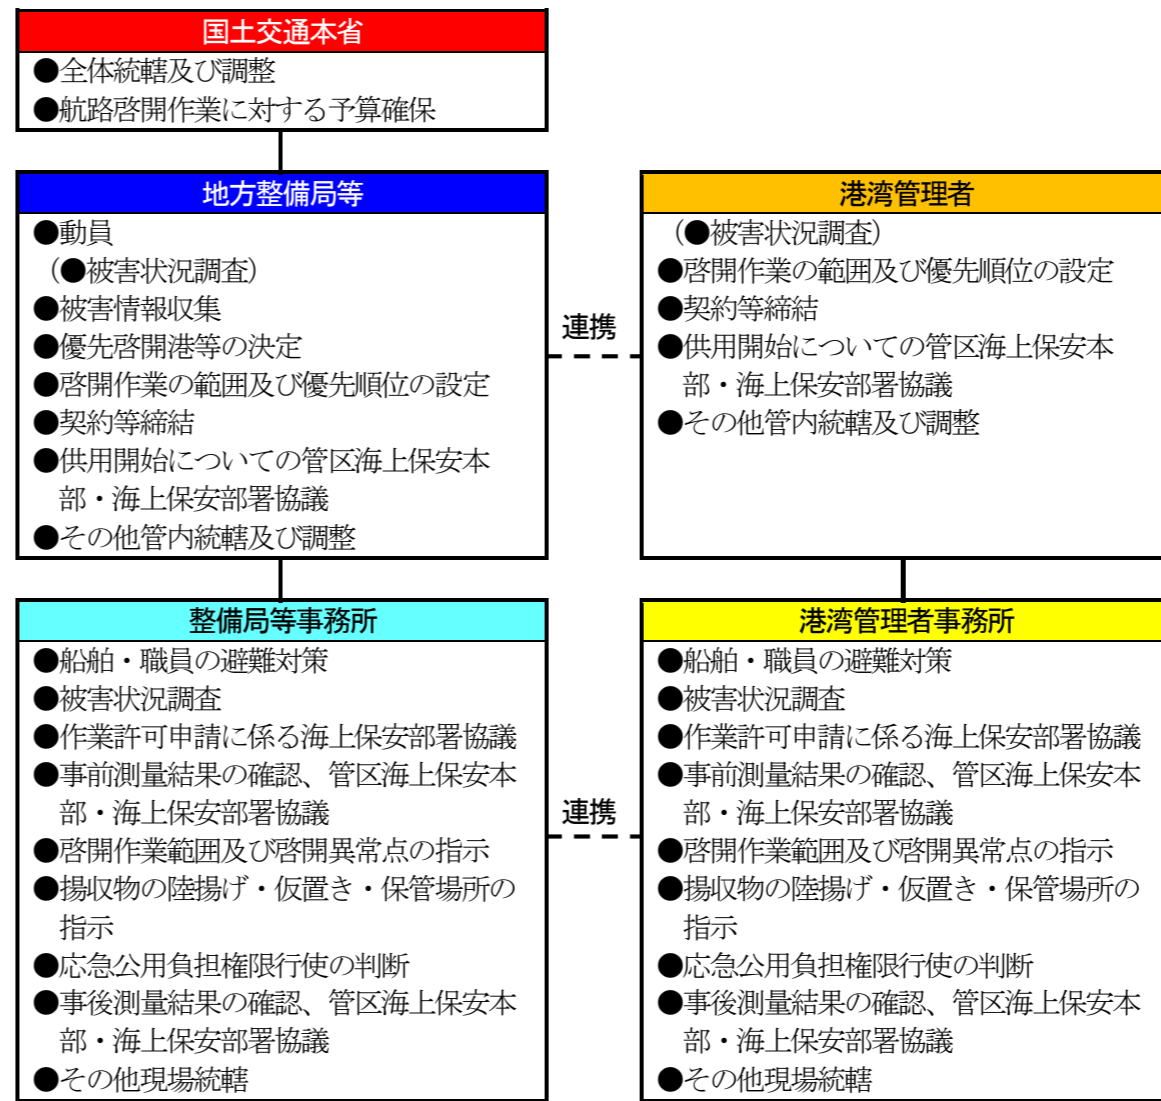 国土交通本省
●全体統轄及び調整
●航路啓開作業に対する予算確保
地方整備局等
●動員
（●被害状況調査）
●被害情報収集
●優先啓開港等の決定
●啓開作業の範囲及び優先順位の設定
●契約等締結
●供用開始についての管区海上保安本
部・海上保安部署協議
●その他管内統轄及び調整
連携
港湾管理者
（●被害状況調査）
●啓開作業の範囲及び優先順位の設定
●契約等締結
●供用開始についての管区海上保安本
部・海上保安部署協議
●その他管内統轄及び調整
整備局等事務所
●船舶・職員の避難対策
●被害状況調査
●作業許可申請に係る海上保安部署協議
●事前測量結果の確認、管区海上保安本
部・海上保安部署協議
●啓開作業範囲及び啓開異常点の指示
●揚収物の陸揚げ・仮置き・保管場所の
指示
●応急公用負担権限行使の判断
●事後測量結果の確認、管区海上保安本
部・海上保安部署協議
●その他現場統轄
連携
港湾管理者事務所
●船舶・職員の避難対策
●被害状況調査
●作業許可申請に係る海上保安部署協議
●事前測量結果の確認、管区海上保安本
部・海上保安部署協議
●啓開作業範囲及び啓開異常点の指示
●揚収物の陸揚げ・仮置き・保管場所の
指示
●応急公用負担権限行使の判断
●事後測量結果の確認、管区海上保安本
部・海上保安部署協議
●その他現場統轄